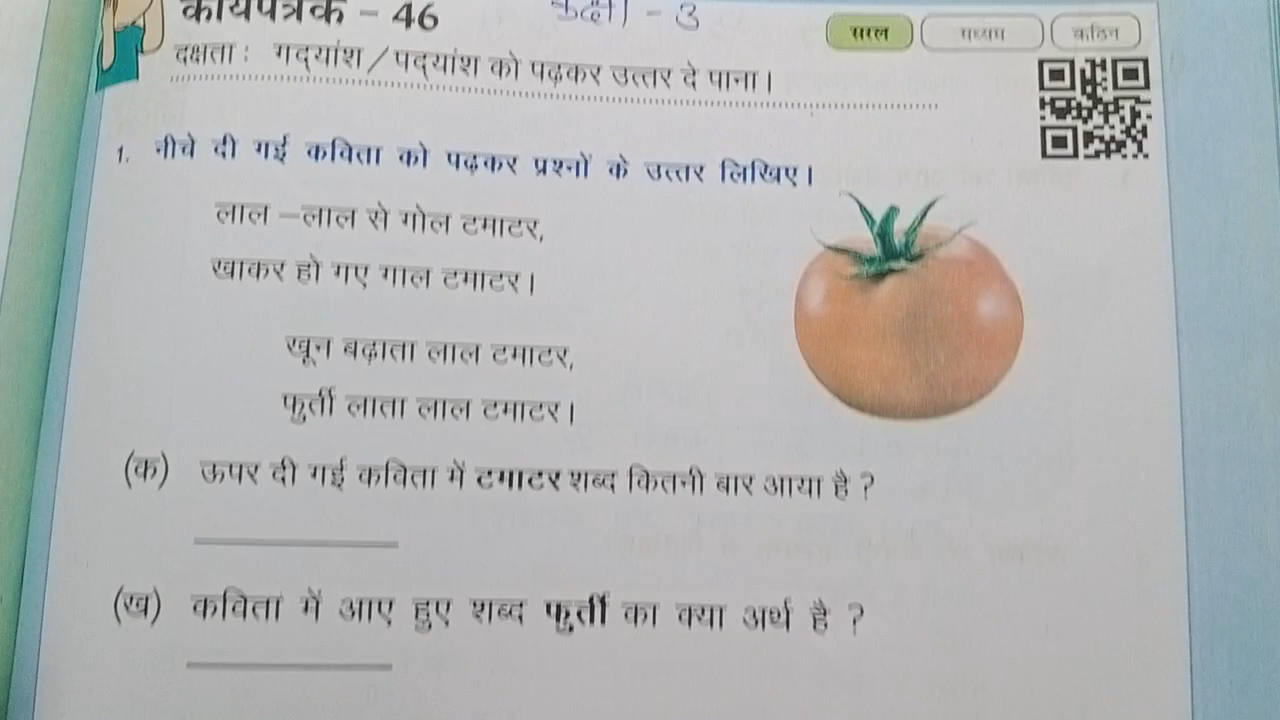 कार्यपत्रक – 46 कक्षा - 3
सरल मध्यम कठिन
दक्षता : गद्यांश / पद्यांश को पढ़कर उत्तर दे पाना।
1. नीचे दी गई कविता को पढ़कर प्रश्नों के उत्तर लिखिए।
लाल –लाल से गोल टमाटर,
खाकर हो गए गाल टमाटर।
खून बढ़ाता लाल टमाटर,
फुर्ती लाता लाल टमाटर।
(क) ऊपर दी गई कविता में टमाटर शब्द कितनी बार आया है ?
(ख) कविता में आए हुए शब्द फुर्ती का क्या अर्थ है ?